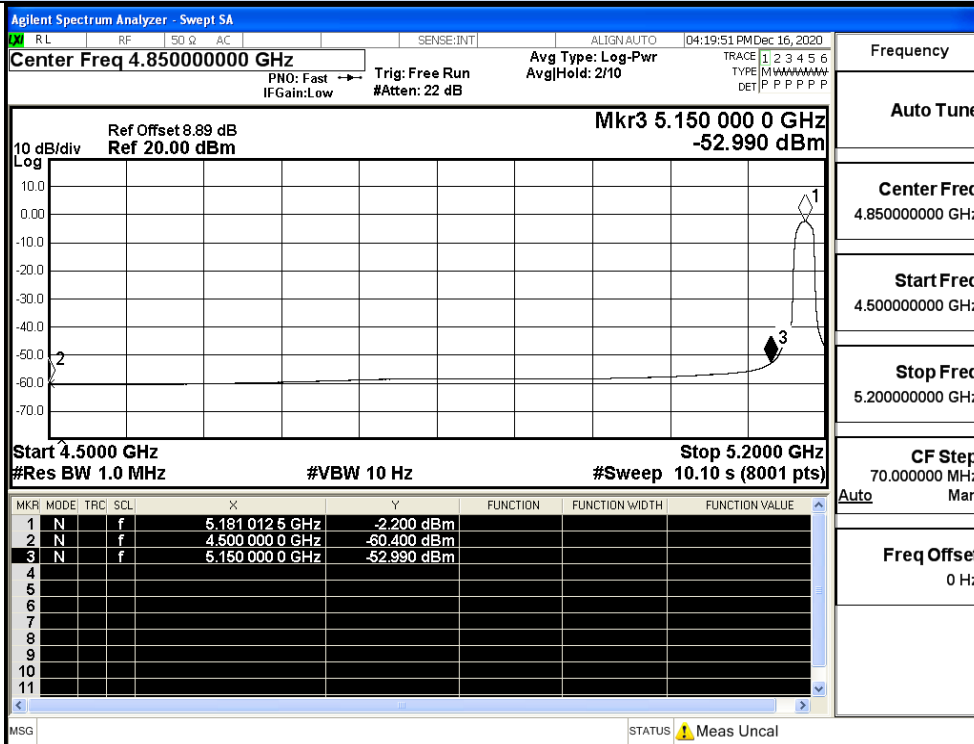 Agilent Spectrum Analyzer - Swept SA
LXI RL RF 50 Ω AC SENSE:INT ALIGN AUTO 04:19:51 PM Dec 16, 2020
Center Freq 4.850000000 GHz
PNO: Fast
IFGain:Low
Trig: Free Run
#Atten: 22 dB
Avg Type: Log-Pwr
Avg|Hold: 2/10
TRACE 1 2 3 4 5 6
TYPE M W W W W W
DET P P P P P P
Ref Offset 8.89 dB
10 dB/div Ref 20.00 dBm
Log
Mkr3 5.150 000 0 GHz
-52.990 dBm
10.0
0.00
-10.0
-20.0
-30.0
-40.0
-50.0
-60.0
-70.0
1
2
3
Start 4.5000 GHz Stop 5.2000 GHz
#Res BW 1.0 MHz #VBW 10 Hz #Sweep 10.10 s (8001 pts)
MKR MODE TRC SCL X Y FUNCTION FUNCTION WIDTH FUNCTION VALUE
1 N f 5.181 012 5 GHz -2.200 dBm
2 N f 4.500 000 0 GHz -60.400 dBm
3 N f 5.150 000 0 GHz -52.990 dBm
4
5
6
7
8
9
10
11
MSG STATUS Meas Uncal
Frequency
Auto Tune
Center Freq
4.850000000 GHz
Start Freq
4.500000000 GHz
Stop Freq
5.200000000 GHz
CF Step
70.000000 MHz
Auto Man
Freq Offset
0 Hz